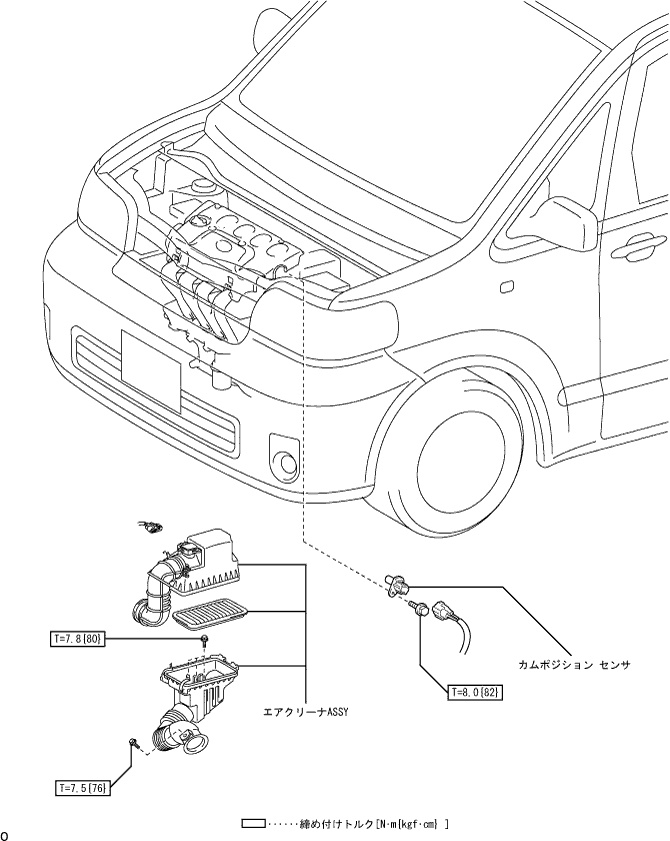 T=7.8{80}
カムポジション センサ
T=8.0{82}
エアクリーナASSY
T=7.5{76}
······締め付けトルク[N·m{kgf·cm} ]
o